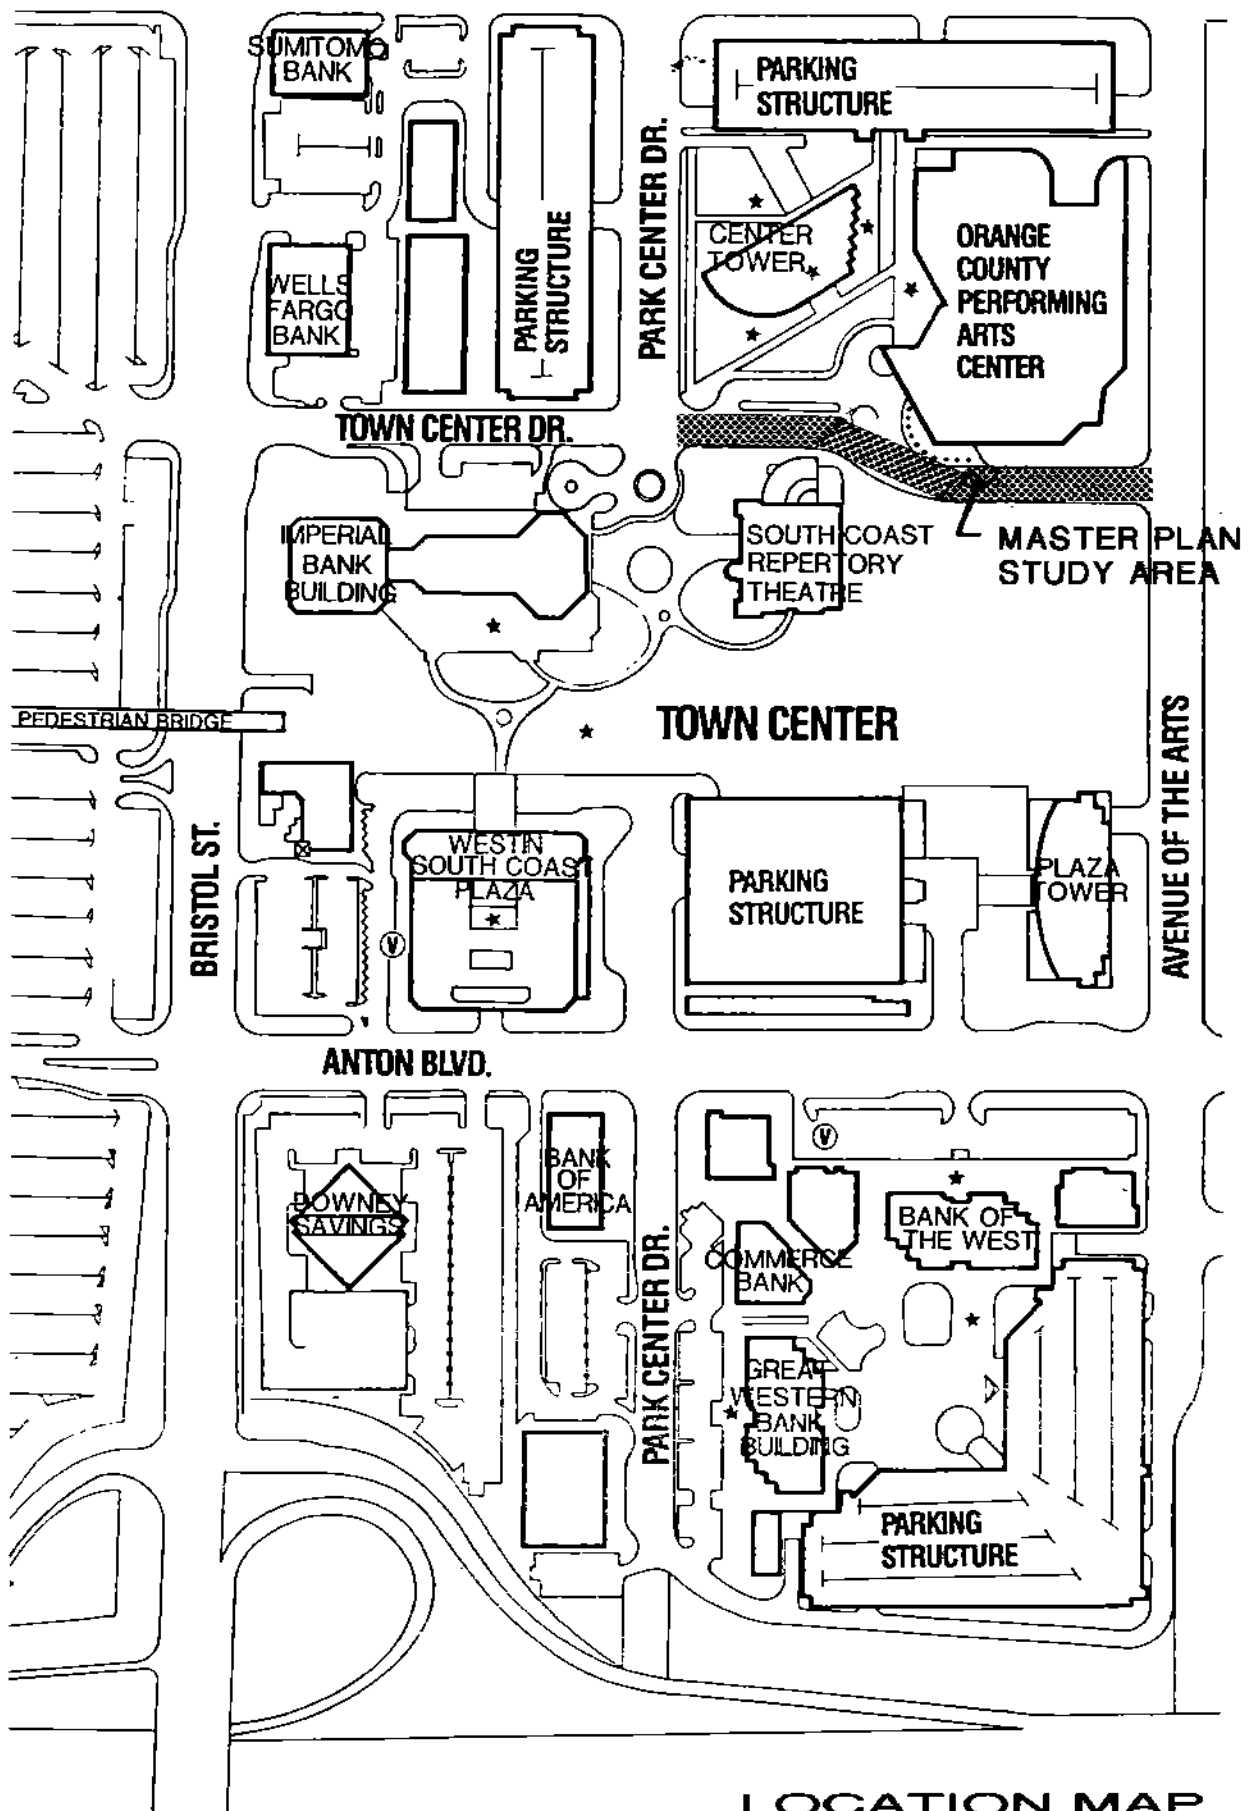 SUMITOMO
BANK
PARKING
STRUCTURE
PARK CENTER DR.
PARKING
STRUCTURE
CENTER
TOWER
ORANGE
COUNTY
PERFORMING
ARTS
CENTER
WELLS
FARGO
BANK
TOWN CENTER DR.
IMPERIAL
BANK
BUILDING
SOUTH COAST
REPERTORY
THEATRE
MASTER PLAN
STUDY AREA
PEDESTRIAN BRIDGE
TOWN CENTER
AVENUE OF THE ARTS
BRISTOL ST.
WESTIN
SOUTH COAST
PLAZA
V
PARKING
STRUCTURE
PLAZA
TOWER
ANTON BLVD.
V
DOWNEY
SAVINGS
BANK
OF
AMERICA
PARK CENTER DR.
COMMERCE
BANK
BANK OF
THE WEST
GREAT
WESTERN
BANK
BUILDING
PARKING
STRUCTURE
LOCATION MAP